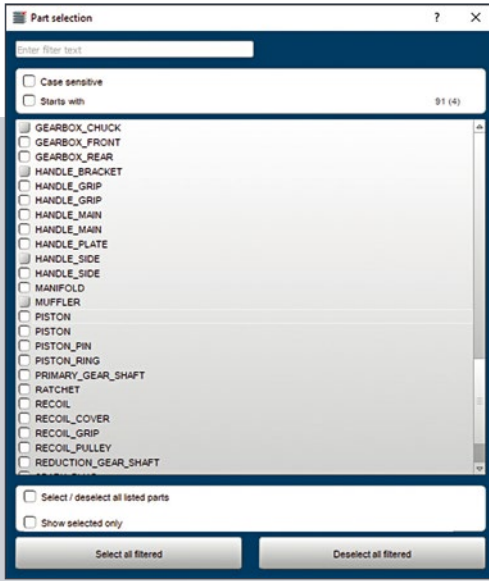 Part selection
?
Enter filter text
Case sensitive
Starts with
91 (4)
GEARBOX_CHUCK
GEARBOX_FRONT
GEARBOX_REAR
HANDLE_BRACKET
HANDLE_GRIP
HANDLE_GRIP
HANDLE_MAIN
HANDLE_MAIN
HANDLE_PLATE
HANDLE_SIDE
HANDLE_SIDE
MANIFOLD
MUFFLER
PISTON
PISTON
PISTON_PIN
PISTON_RING
PRIMARY_GEAR_SHAFT
RATCHET
RECOIL
RECOIL_COVER
RECOIL_GRIP
RECOIL_PULLEY
REDUCTION_GEAR_SHAFT
Select / deselect all listed parts
Show selected only
Select all filtered
Deselect all filtered